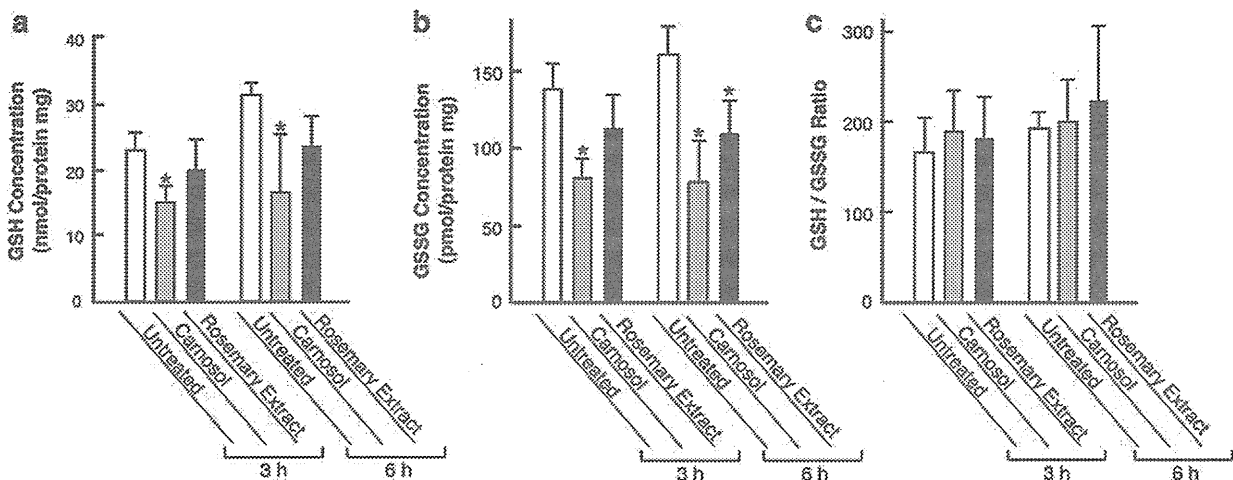 a
GSH Concentration
(nmol/protein mg)
40
30
20
10
0
*
*
Untreated
Carnosol
Rosemary Extract
Untreated
Carnosol
Rosemary Extract
3 h
6 h
b
GSSG Concentration
(pmol/protein mg)
150
100
50
0
*
*
*
Untreated
Carnosol
Rosemary Extract
Untreated
Carnosol
Rosemary Extract
3 h
6 h
c
GSH / GSSG Ratio
300
200
100
0
Untreated
Carnosol
Rosemary Extract
Untreated
Carnosol
Rosemary Extract
3 h
6 h